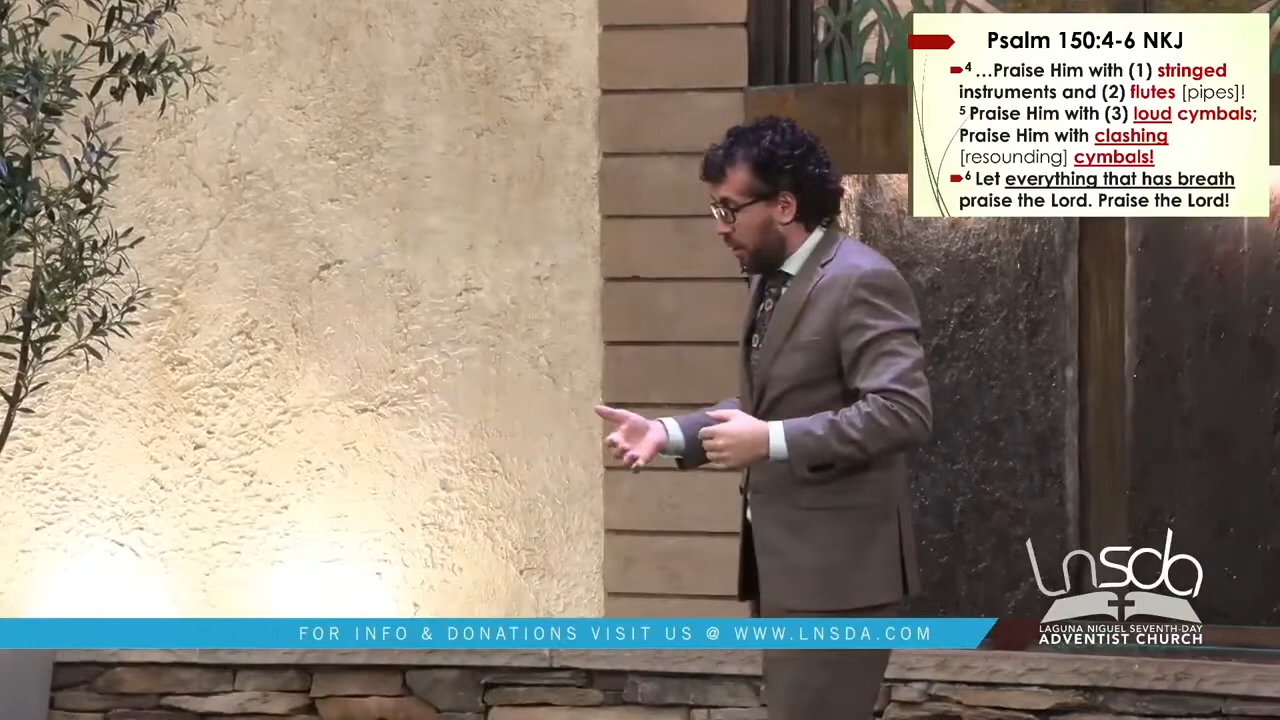 Psalm 150:4-6 NKJ
4 ...Praise Him with (1) stringed
instruments and (2) flutes [pipes]!
5 Praise Him with (3) loud cymbals;
Praise Him with clashing
[resounding] cymbals!
6 Let everything that has breath
praise the Lord. Praise the Lord!
FOR INFO & DONATIONS VISIT US @ WWW.LNSDA.COM
Lnsda
LAGUNA NIGUEL SEVENTH-DAY
ADVENTIST CHURCH